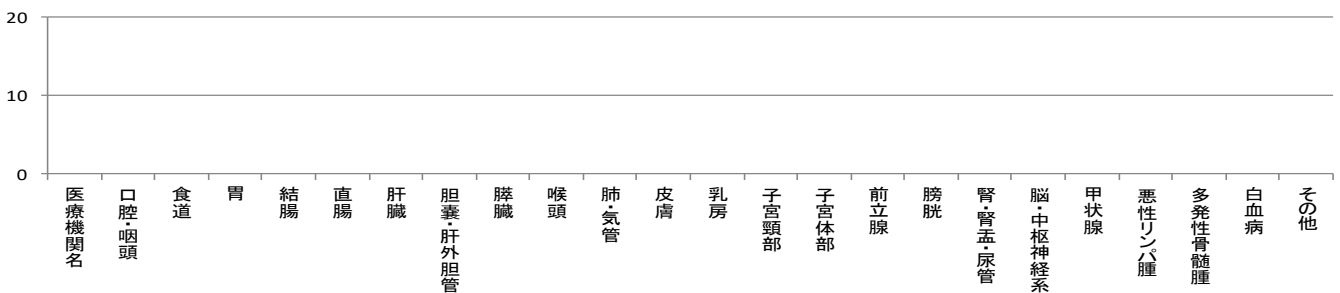 20
10
0
医療機関名
口腔・咽頭
食道
胃
結腸
直腸
肝臓
胆嚢・肝外胆管
膵臓
喉頭
肺・気管
皮膚
乳房
子宮頸部
子宮体部
前立腺
膀胱
腎・腎盂・尿管
脳・中枢神経系
甲状腺
悪性リンパ腫
多発性骨髄腫
白血病
その他